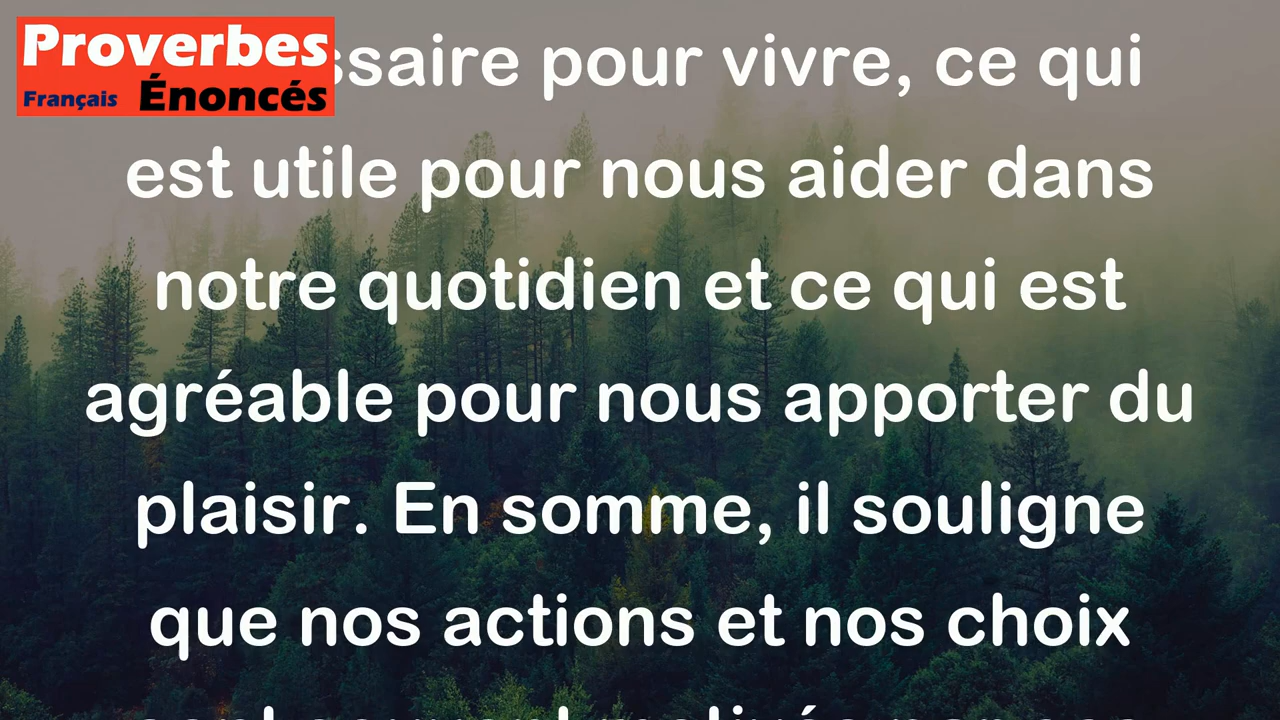 Proverbes
Français Énoncés
pour vivre, ce qui
est utile pour nous aider dans
notre quotidien et ce qui est
agréable pour nous apporter du
plaisir. En somme, il souligne
que nos actions et nos choix